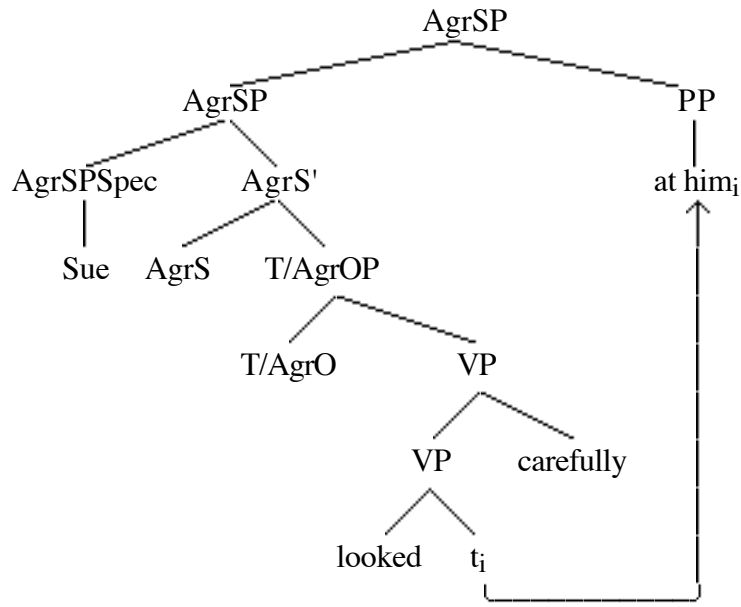 AgrSP
AgrSP PP
AgrSPSpec AgrS' at himi
Sue AgrS T/AgrOP
T/AgrO VP
VP carefully
looked ti